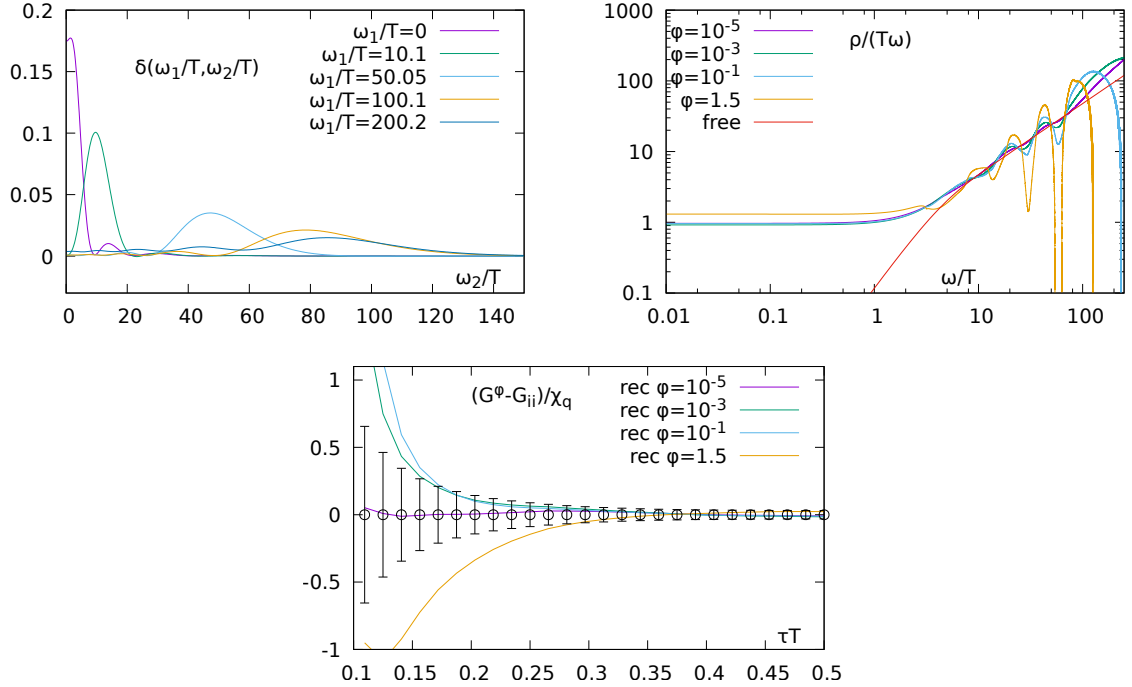 0.2
0.15
0.1
0.05
0
δ(ω₁/T,ω₂/T)
ω₁/T=0
ω₁/T=10.1
ω₁/T=50.05
ω₁/T=100.1
ω₁/T=200.2
ω₂/T
0 20 40 60 80 100 120 140
1000
100
10
1
0.1
φ=10⁻⁵
φ=10⁻³
φ=10⁻¹
φ=1.5
free
ρ/(Tω)
ω/T
0.01 0.1 1 10 100
1
0.5
0
-0.5
-1
(G^φ-G_ii)/χ_q
rec φ=10⁻⁵
rec φ=10⁻³
rec φ=10⁻¹
rec φ=1.5
τT
0.1 0.15 0.2 0.25 0.3 0.35 0.4 0.45 0.5